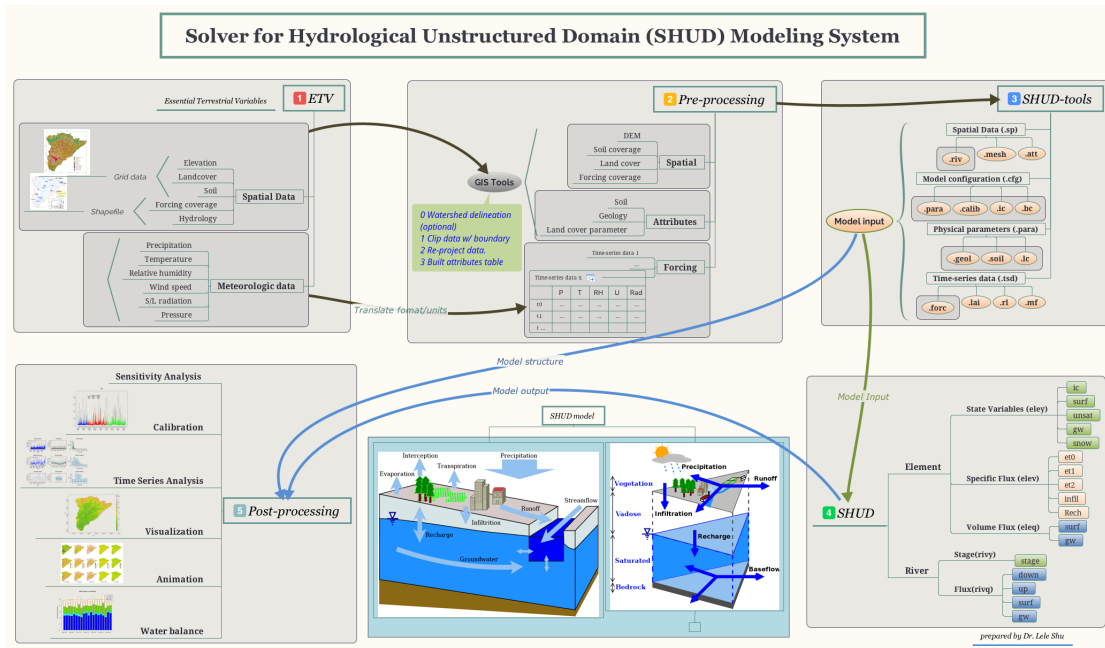 Solver for Hydrological Unstructured Domain (SHUD) Modeling System
Essential Terrestrial Variables
1 ETV
Grid data
Shapefile
Elevation
Landcover
Soil
Forcing coverage
Hydrology
Spatial Data
Precipitation
Temperature
Relative humidity
Wind speed
S/L radiation
Pressure
Meteorologic data
Translate fomat/units
2 Pre-processing
GIS Tools
0 Watershed delineation
(optional)
1 Clip data w/ boundary
2 Re-project data.
3 Built attributes table
DEM
Soil coverage
Land cover
Forcing coverage
Spatial
Soil
Geology
Land cover parameter
Attributes
Time-series data 1
...
Forcing
Time-series data x
P T RH U Rad
t0 ... ... ... ... ...
t1 ... ... ... ... ...
t ...
3 SHUD-tools
Model input
Spatial Data (.sp)
.riv .mesh .att
Model configuration (.cfg)
.para .calib .ic .bc
Physical parameters (.para)
.geol .soil .lc
Time-series data (.tsd)
.forc .lai .rl .mf
Model structure
Model output
Model Input
4 SHUD
Element
State Variables (eley)
ic
surf
unsat
gw
snow
Specific Flux (elev)
et0
et1
et2
infil
Rech
Volume Flux (eleq)
surf
gw
River
Stage(rivy)
stage
Flux(rivq)
down
up
surf
gw
5 Post-processing
Sensitivity Analysis
Calibration
Time Series Analysis
Visualization
Animation
Water balance
SHUD model
Interception
Precipitation
Transpiration
Evaporation
Streamflow
Runoff
Infiltrition
Recharge
Groundwater
Precipitation
Runoff
Vogetation
Infiltration
Vadose
Recharge
Saturated
Baseflow
Bedrock
prepared by Dr. Lele Shu